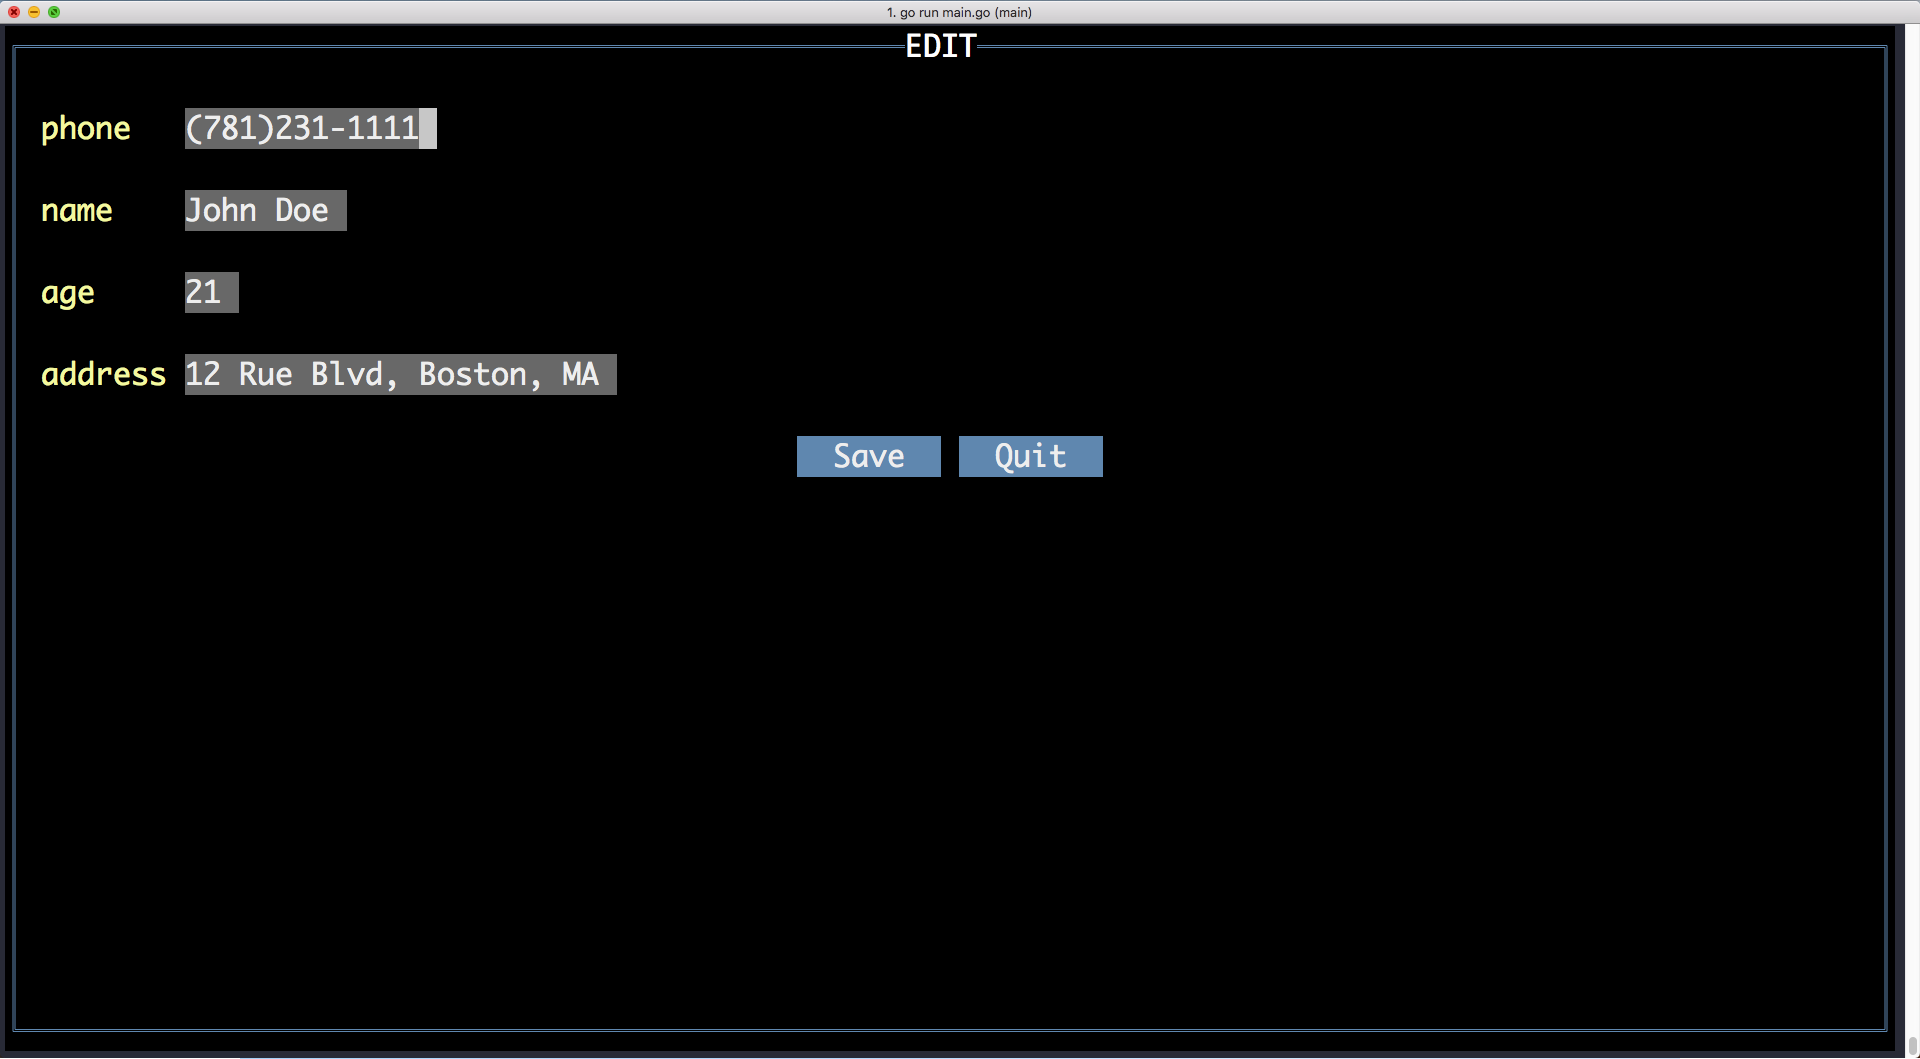 1. go run main.go (main)
EDIT
phone (781)231-1111
name John Doe
age 21
address 12 Rue Blvd, Boston, MA
Save Quit